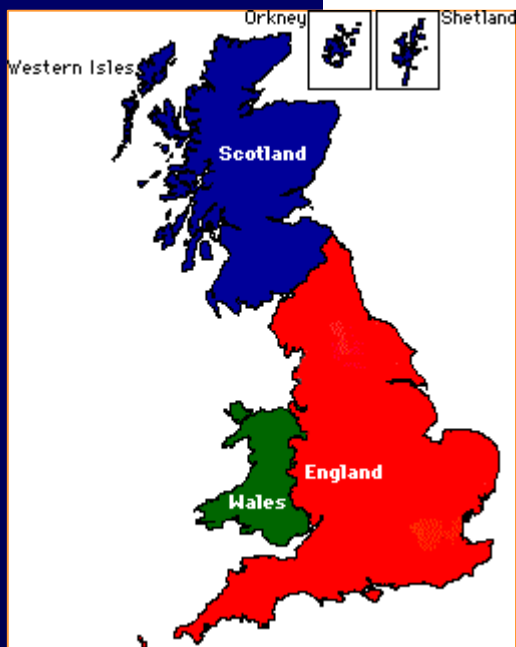 Orkney
Shetland
Western Isles
Scotland
England
Wales